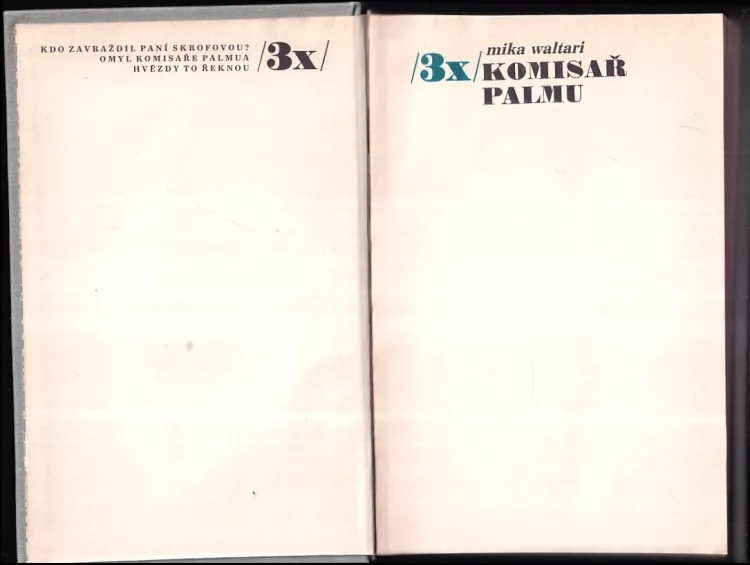 KDO ZAVRAŽDIL PANÍ SKROFOVOU?
OMYL KOMISAŘE PALMUA
HVĚZDY TO ŘEKNOU
/3x/
/3x/
mika waltari
KOMISAŘ
PALMU